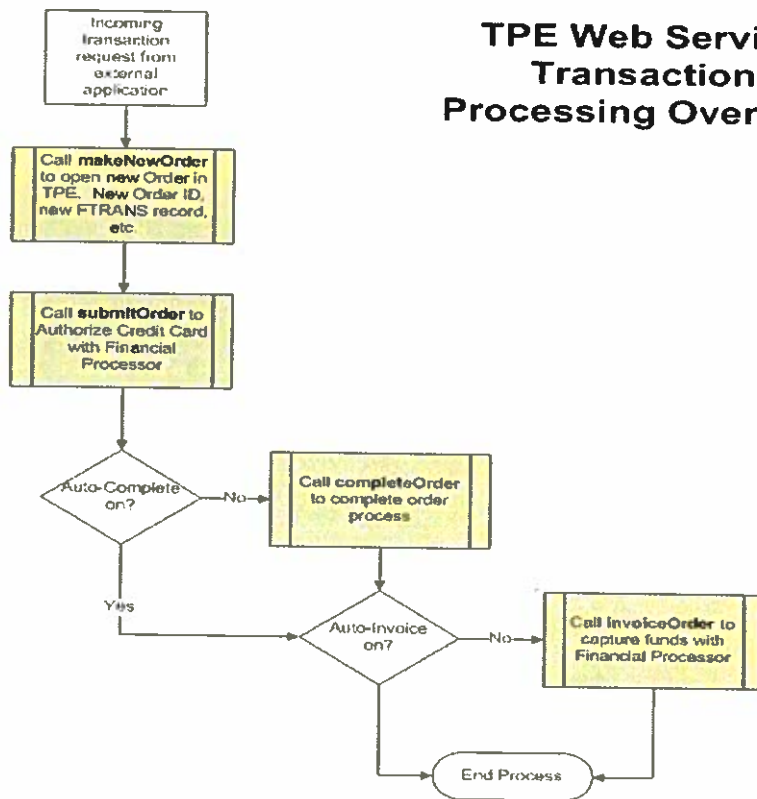 TPE Web Servi
Transaction
Processing Over
Incoming
transaction
request from
external
application
Call makeNewOrder
to open new Order in
TPE. New Order ID,
new FTRANS record,
etc.
Call submitOrder to
Authorize Credit Card
with Financial
Processor
Auto-Complete
on?
No
Call completeOrder
to complete order
process
Yes
Auto-Invoice
on?
No
Call invoiceOrder to
capture funds with
Financial Processor
End Process